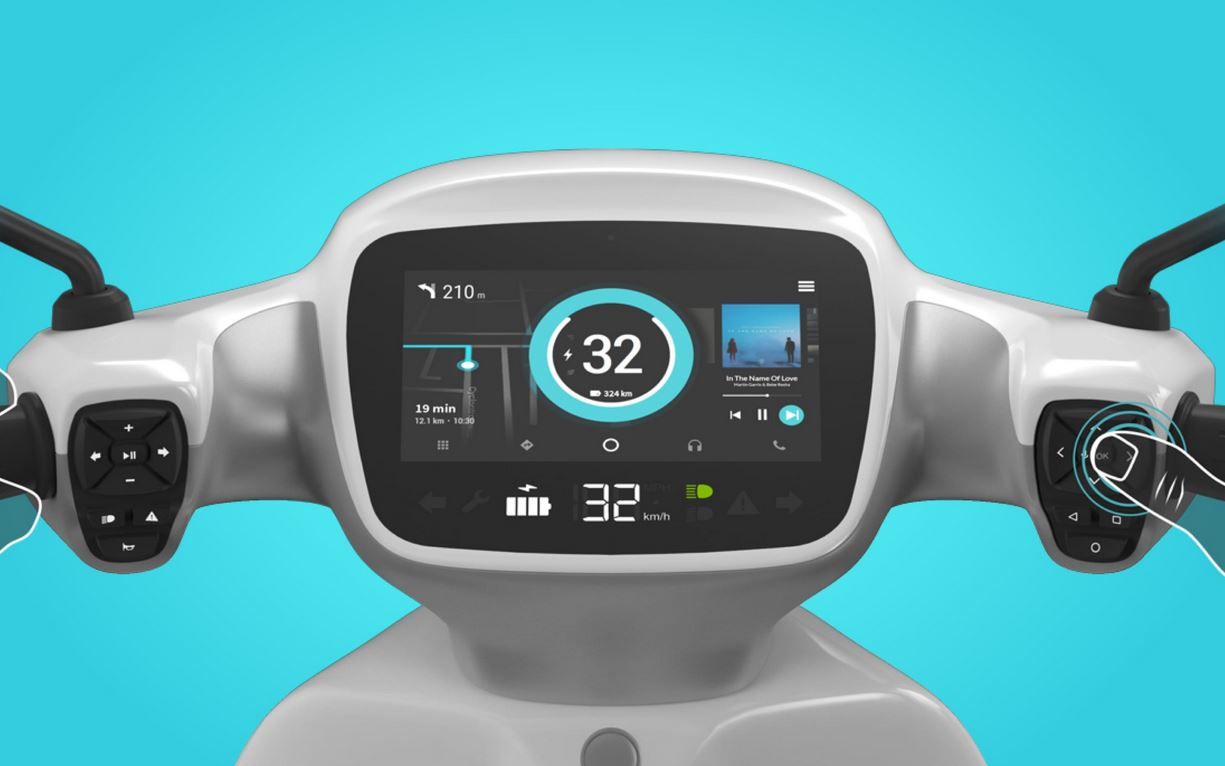 210 m
32
324 km
19 min
12.1 km · 10:30
In The Name Of Love
Martin Garrix & Bebe Rexha
32 km/h
MPH
OK